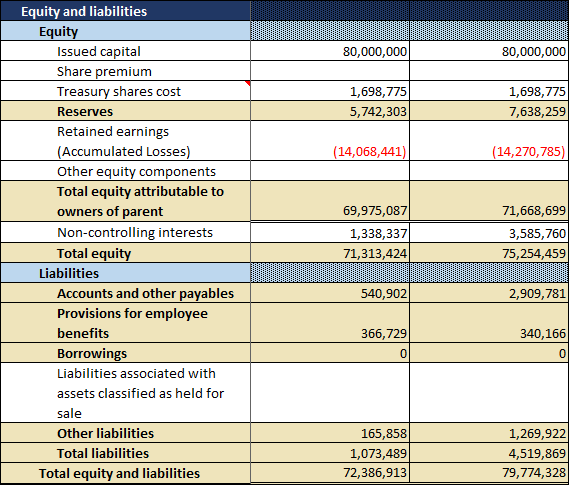 Equity and liabilities
Equity
Issued capital 80,000,000 80,000,000
Share premium
Treasury shares cost 1,698,775 1,698,775
Reserves 5,742,303 7,638,259
Retained earnings
(Accumulated Losses) (14,068,441) (14,270,785)
Other equity components
Total equity attributable to
owners of parent 69,975,087 71,668,699
Non-controlling interests 1,338,337 3,585,760
Total equity 71,313,424 75,254,459
Liabilities
Accounts and other payables 540,902 2,909,781
Provisions for employee
benefits 366,729 340,166
Borrowings 0 0
Liabilities associated with
assets classified as held for
sale
Other liabilities 165,858 1,269,922
Total liabilities 1,073,489 4,519,869
Total equity and liabilities 72,386,913 79,774,328